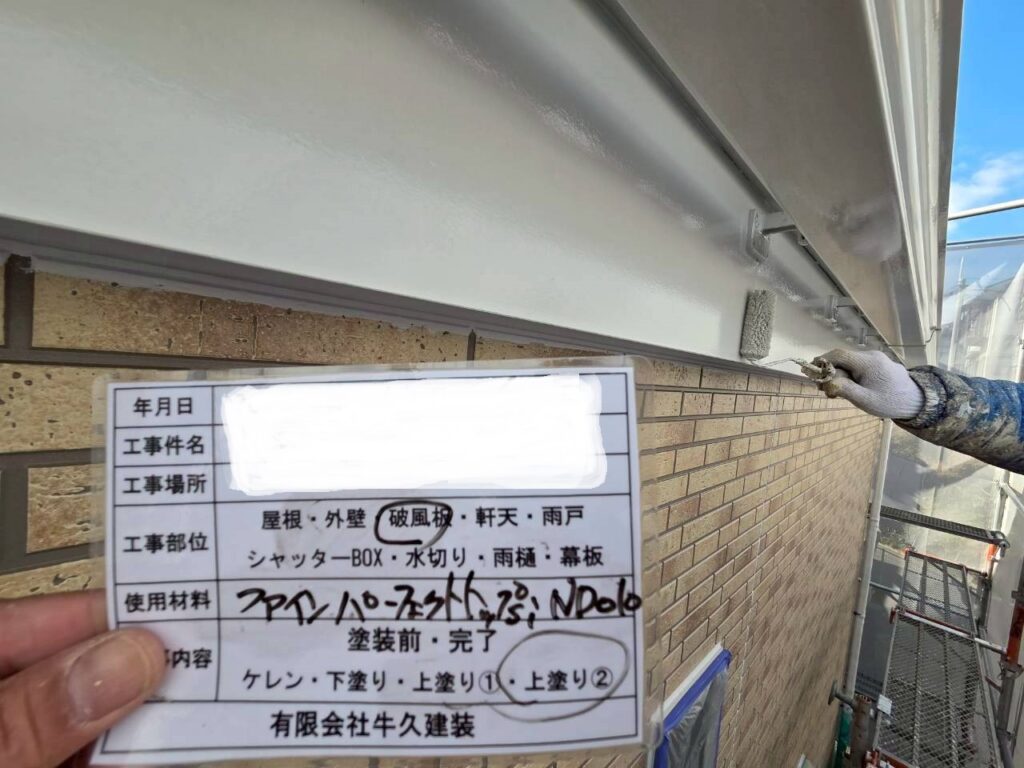 年月日
工事件名
工事場所
工事部位 屋根・外壁・破風板・軒天・雨戸
シャッターBOX・水切り・雨樋・幕板
使用材料 ファインパーフェクトトップSi ND010
内容 塗装前・完了
ケレン・下塗り・上塗り①・上塗り②
有限会社牛久建装